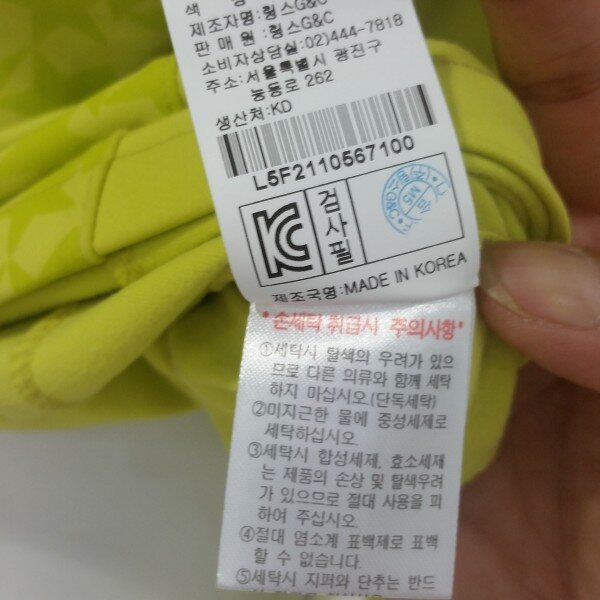 색
제조자명:형스G&C
판 매 원 :형스G&C
소비자상담실:02)444-7818
주소:서울특별시 광진구
능동로 262
생산처:KD
L5F2110567100
검사필
제조국명:MADE IN KOREA
*손세탁 취급시 주의사항*
①세탁시 탈색의 우려가 있으
므로 다른 의류와 함께 세탁
하지 마십시오.(단독세탁)
②미지근한 물에 중성세제로
세탁하십시오.
③세탁시 합성세제, 효소세제
는 제품의 손상 및 탈색우려
가 있으므로 절대 사용을 피
하여 주십시오.
④절대 염소계 표백제로 표백
할 수 없습니다.
⑤세탁시 지퍼와 단추는 반드